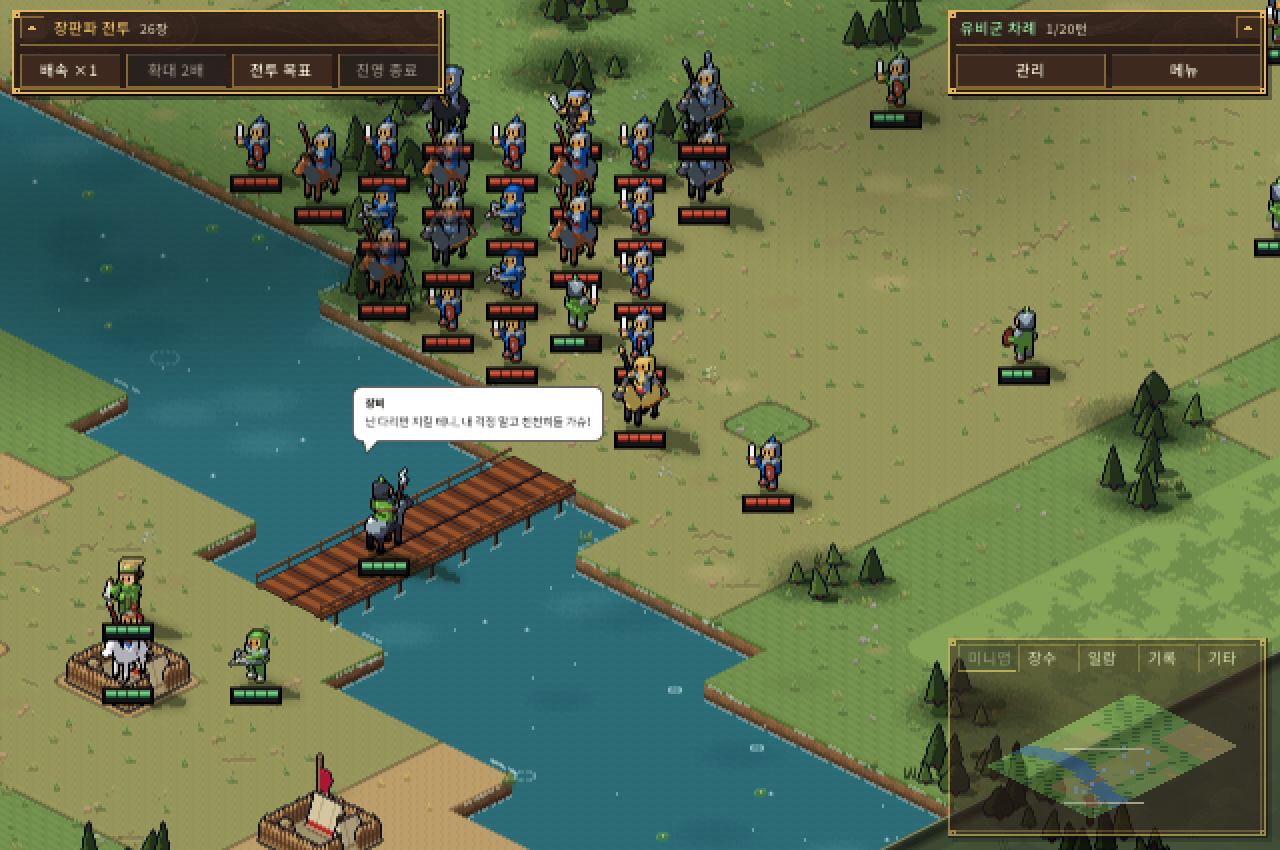 장판파 전투 26장
배속 ×1 확대 2배 전투 목표 진영 종료
유비군 차례 1/20턴
관리 메뉴
장비
난 다리만 지킬 테니, 내 걱정 말고 천천히들 가슈!
미니맵 장수 일람 기록 기타